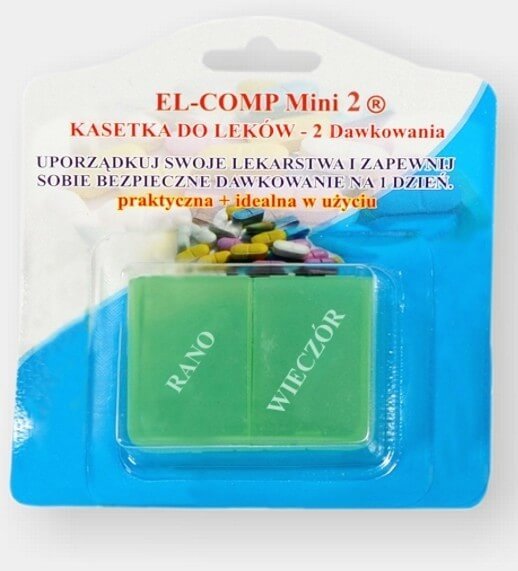 EL-COMP Mini 2 ®
KASETKA DO LEKÓW - 2 Dawkowania
UPORZĄDKUJ SWOJE LEKARSTWA I ZAPEWNIJ
SOBIE BEZPIECZNE DAWKOWANIE NA 1 DZIEŃ.
praktyczna + idealna w użyciu
RANO
WIECZÓR